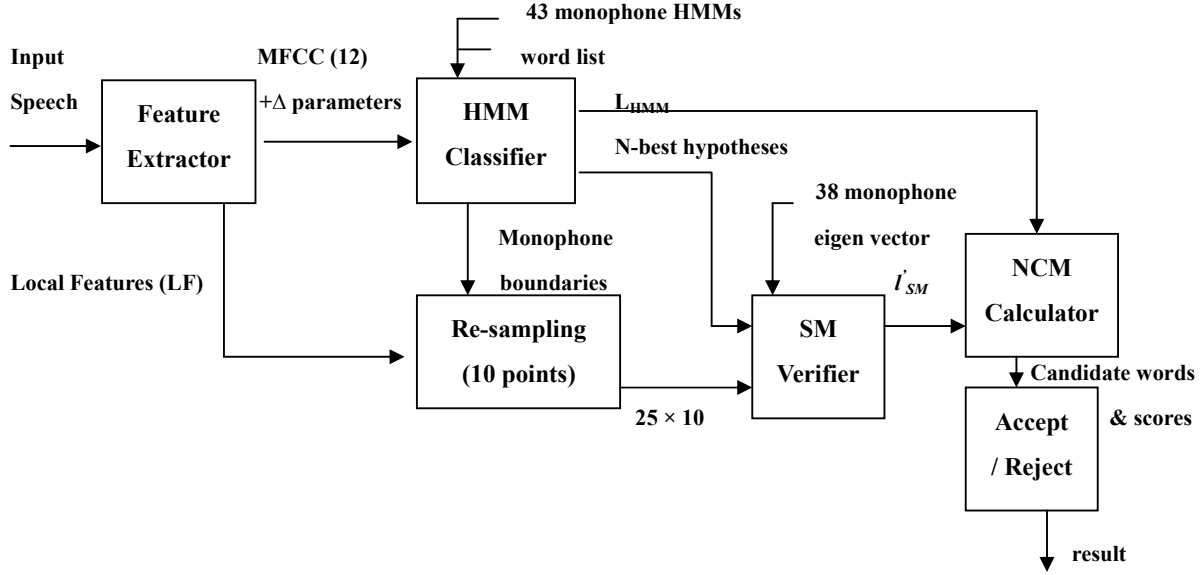 43 monophone HMMs
word list
Input
Speech
MFCC (12)
+Δ parameters
Feature
Extractor
HMM
Classifier
L_HMM
N-best hypotheses
38 monophone
eigen vector
Monophone
boundaries
Local Features (LF)
l'_SM
NCM
Calculator
Re-sampling
(10 points)
SM
Verifier
25 × 10
Candidate words
& scores
Accept
/ Reject
result